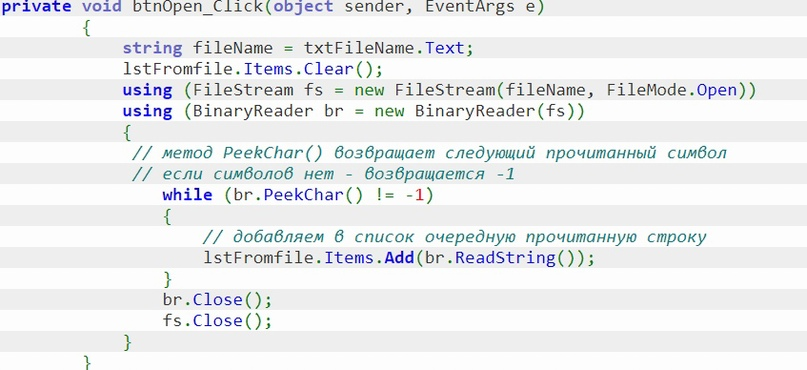 private void btnOpen_Click(object sender, EventArgs e)
{
string fileName = txtFileName.Text;
lstFromfile.Items.Clear();
using (FileStream fs = new FileStream(fileName, FileMode.Open))
using (BinaryReader br = new BinaryReader(fs))
{
// метод PeekChar() возвращает следующий прочитанный символ
// если символов нет - возвращается -1
while (br.PeekChar() != -1)
{
// добавляем в список очередную прочитанную строку
lstFromfile.Items.Add(br.ReadString());
}
br.Close();
fs.Close();
}
}